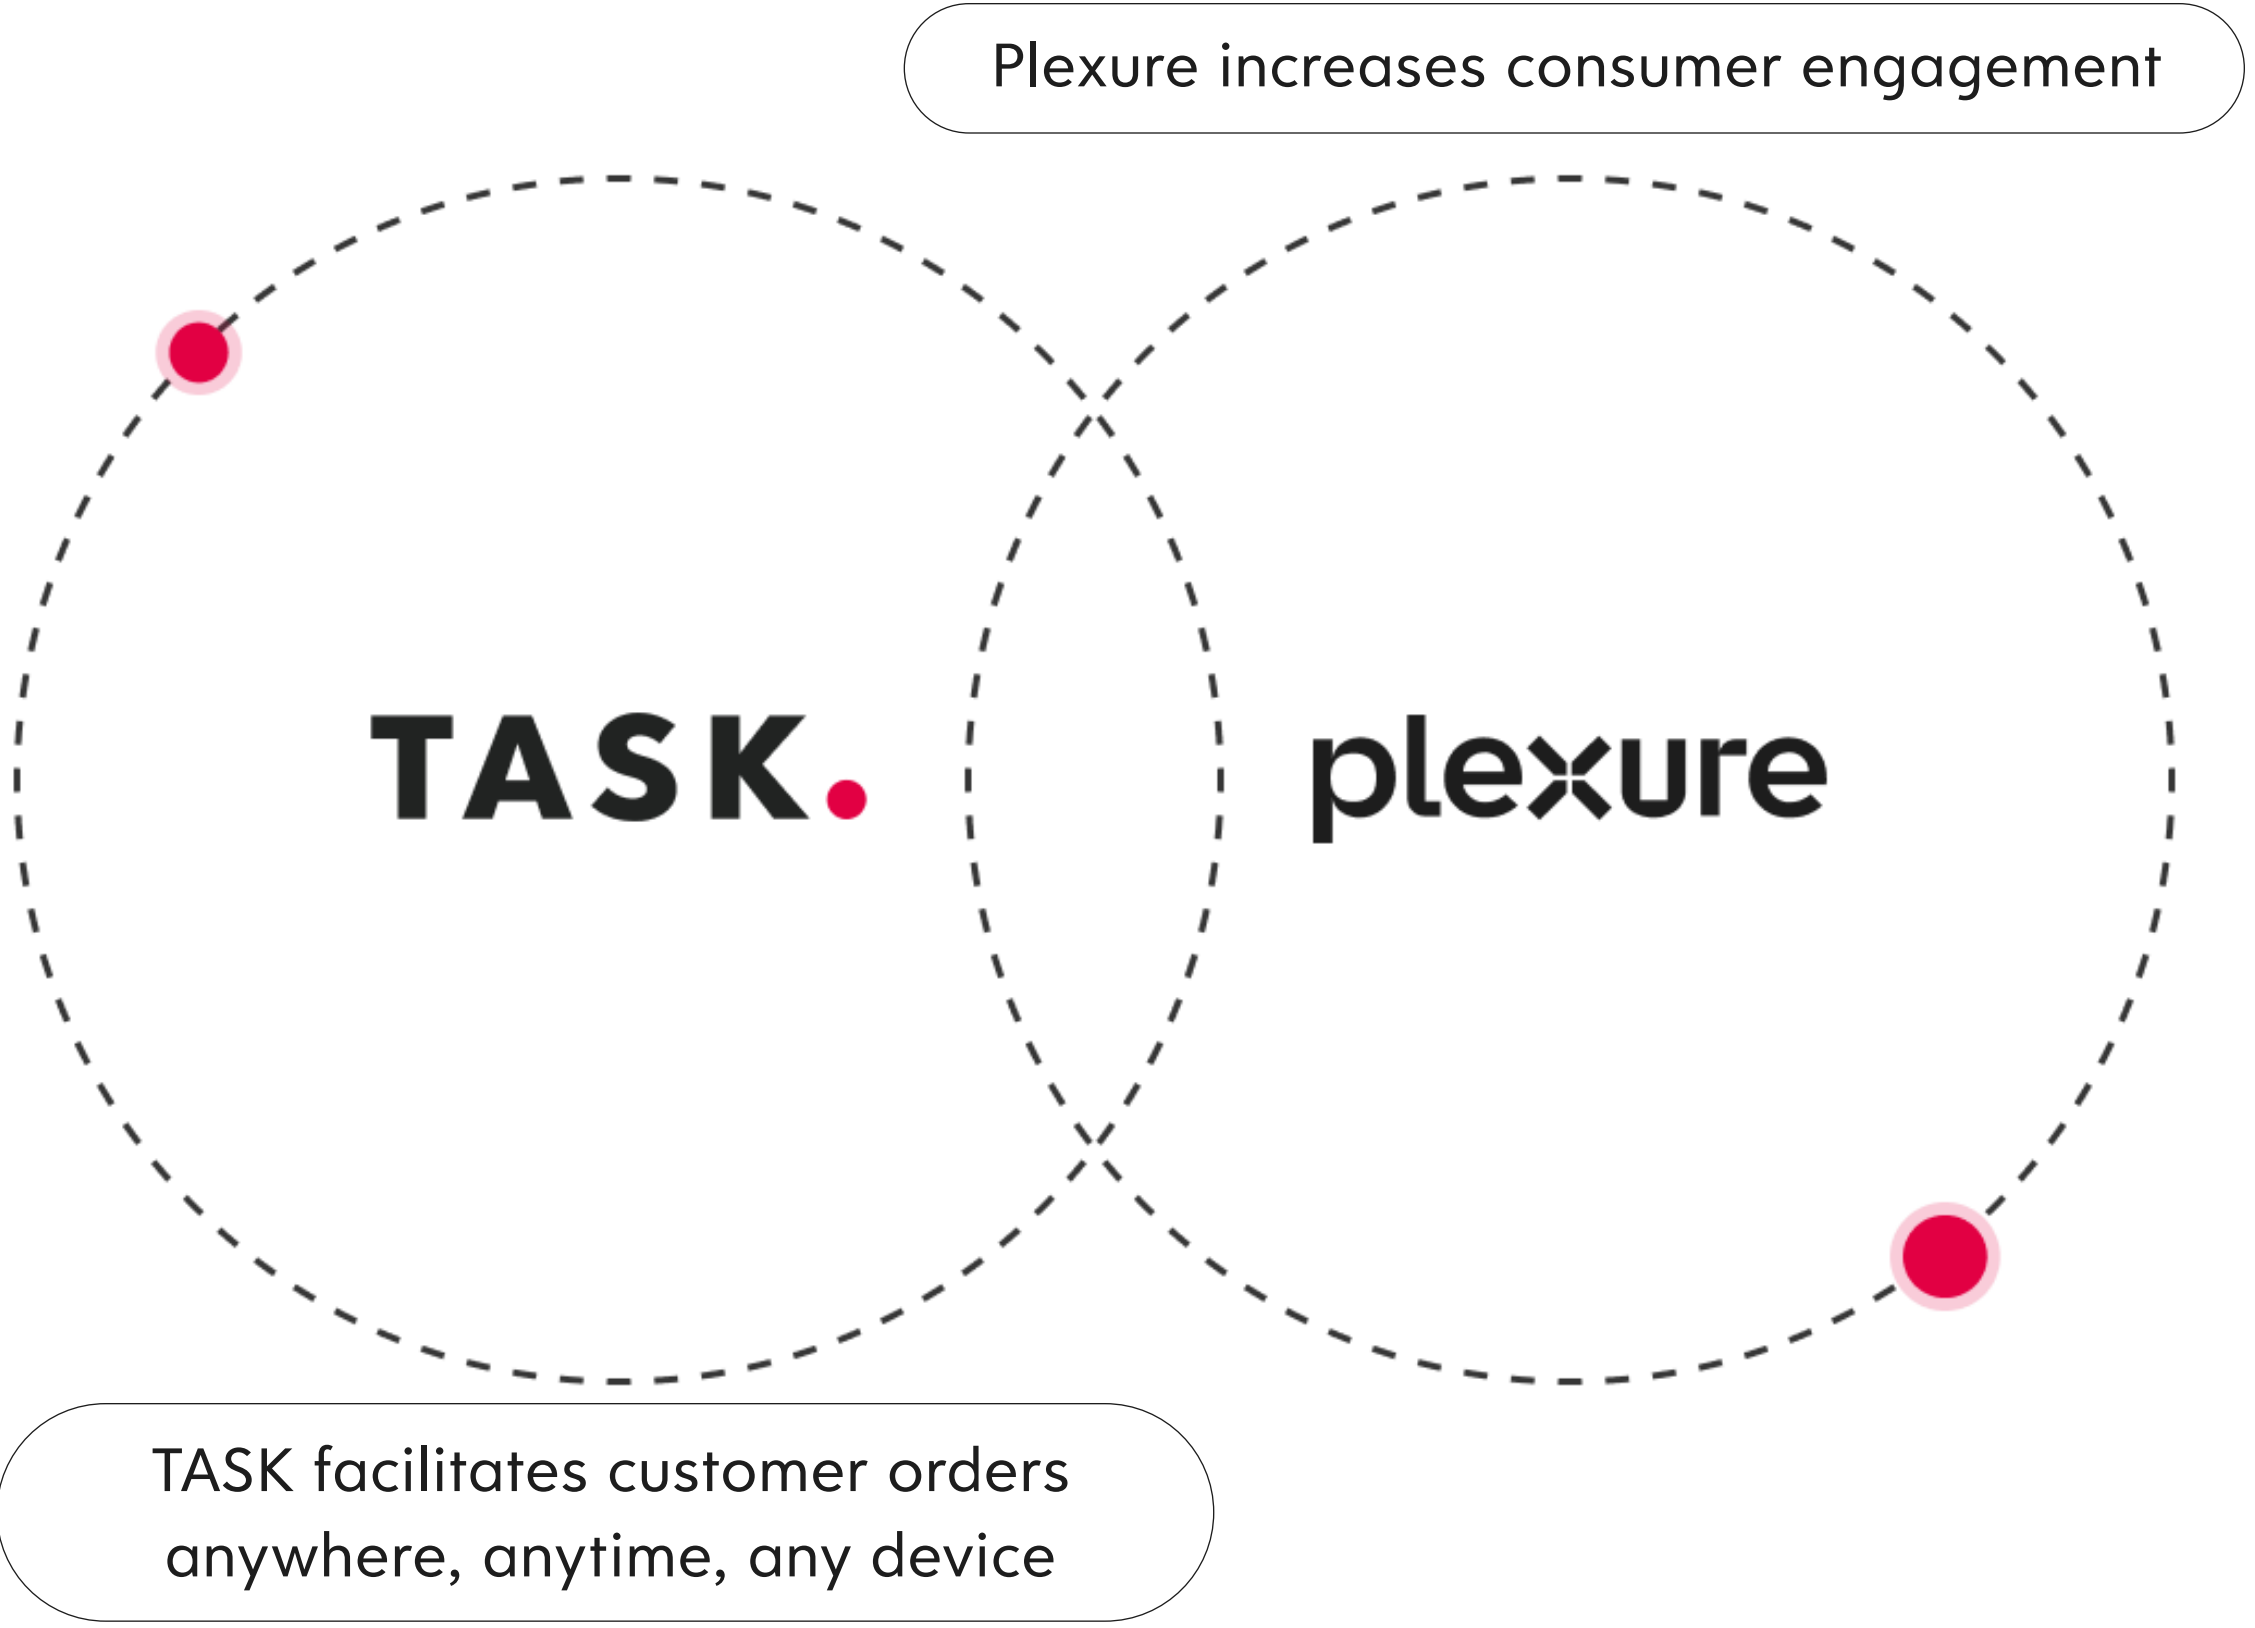 Plexure increases consumer engagement
TASK.
plexure
TASK facilitates customer orders
anywhere, anytime, any device